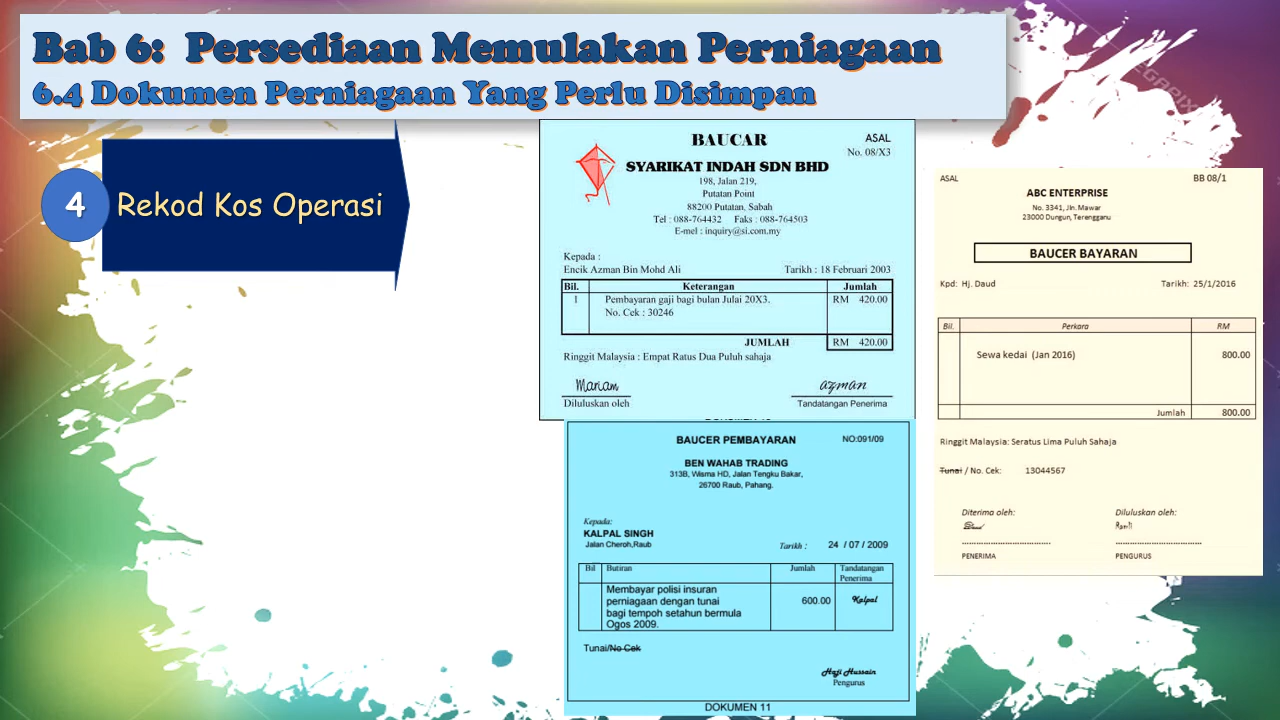 Bab 6: Persediaan Memulakan Perniagaan
6.4 Dokumen Perniagaan Yang Perlu Disimpan
4 Rekod Kos Operasi
BAUCAR
ASAL
No. 08/X3
SYARIKAT INDAH SDN BHD
198, Jalan 219,
Putatan Point
88200 Putatan, Sabah
Tel : 088-764432 Faks : 088-764503
E-mel : inquiry@si.com.my
Kepada :
Encik Azman Bin Mohd Ali Tarikh : 18 Februari 2003
Bil. Keterangan Jumlah
1 Pembayaran gaji bagi bulan Julai 20X3. RM 420.00
No. Cek : 30246
JUMLAH RM 420.00
Ringgit Malaysia : Empat Ratus Dua Puluh sahaja
Mariam azman
Diluluskan oleh Tandatangan Penerima
BAUCER PEMBAYARAN NO:091/09
BEN WAHAB TRADING
313B, Wisma HD, Jalan Tengku Bakar,
26700 Raub, Pahang.
Kepada:
KALPAL SINGH
Jalan Cheroh,Raub
Tarikh : 24 / 07 / 2009
Bil Butiran Jumlah Tandatangan
Penerima
Membayar polisi insuran
perniagaan dengan tunai
bagi tempoh setahun bermula
Ogos 2009.
600.00 Kalpal
Tunai/No Cek
Haji Hussain
Pengurus
DOKUMEN 11
ASAL BB 08/1
ABC ENTERPRISE
No. 3341, Jln. Mawar
23000 Dungun, Terengganu
BAUCER BAYARAN
Kpd: Hj. Daud Tarikh: 25/1/2016
Bil. Perkara RM
Sewa kedai (Jan 2016) 800.00
Jumlah 800.00
Ringgit Malaysia: Seratus Lima Puluh Sahaja
Tunai / No. Cek: 13044567
Diterima oleh: Diluluskan oleh:
PENERIMA PENGURUS